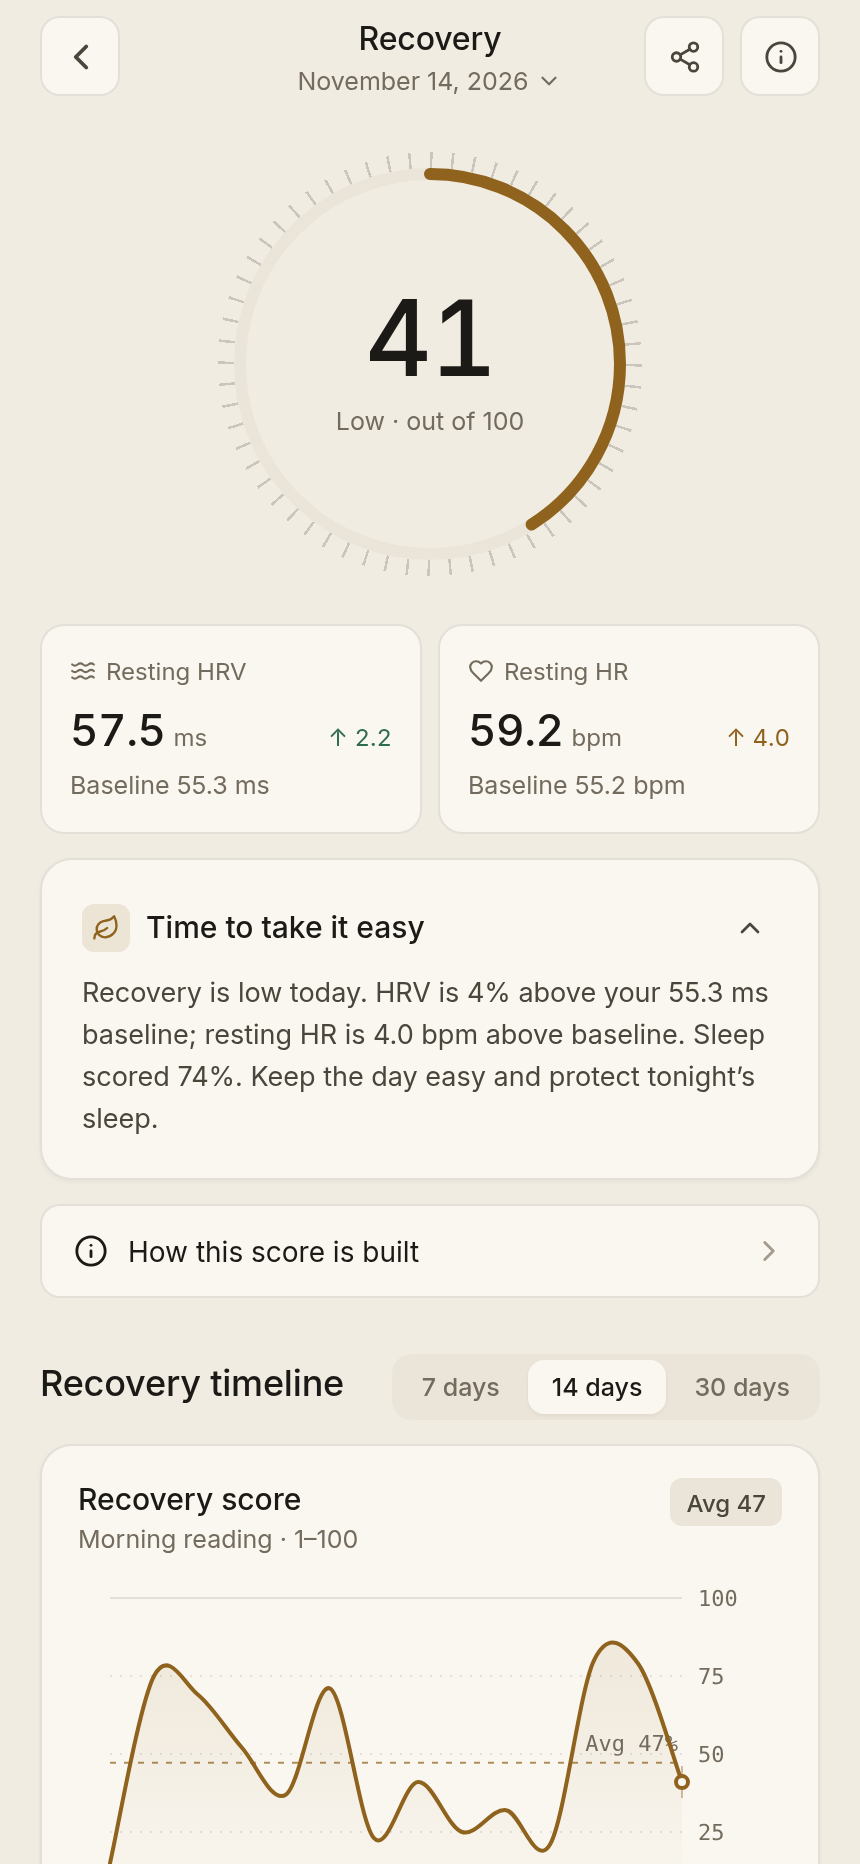 Recovery
November 14, 2026
41
Low · out of 100
Resting HRV
57.5 ms
↑ 2.2
Baseline 55.3 ms
Resting HR
59.2 bpm
↑ 4.0
Baseline 55.2 bpm
Time to take it easy
Recovery is low today. HRV is 4% above your 55.3 ms
baseline; resting HR is 4.0 bpm above baseline. Sleep
scored 74%. Keep the day easy and protect tonight’s
sleep.
How this score is built
Recovery timeline
7 days
14 days
30 days
Recovery score
Avg 47
Morning reading · 1–100
100
75
Avg 47%
50
25